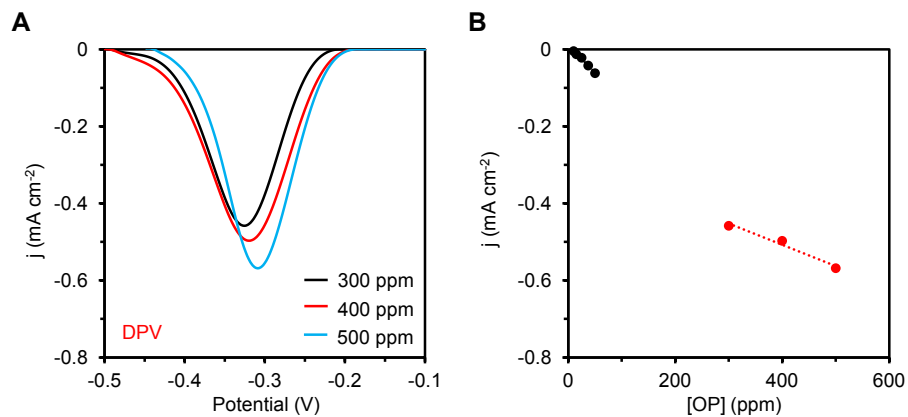 A
0
-0.2
-0.4
-0.6
-0.8
j (mA cm-2)
-0.5
-0.4
-0.3
-0.2
-0.1
Potential (V)
DPV
300 ppm
400 ppm
500 ppm
B
0
-0.2
-0.4
-0.6
-0.8
j (mA cm-2)
0
200
400
600
[OP] (ppm)